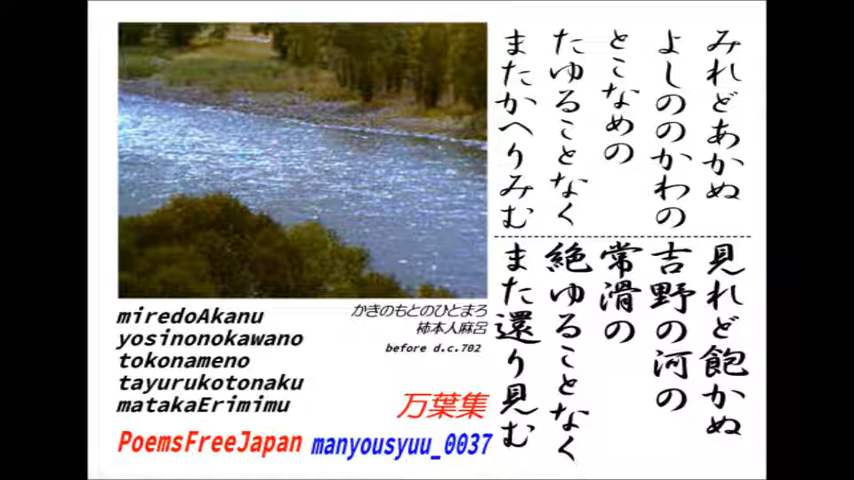 みれどあかぬ
よしののかわの
とこなめの
たゆることなく
またかへりみむ
見れど飽かぬ
吉野の河の
常滑の
絶ゆることなく
また還り見む
かきのもとのひとまろ
柿本人麻呂
before d.c.702
miredoAkanu
yosinonokawano
tokonameno
tayurukotonaku
matakaErimimu
万葉集
PoemsFreeJapan manyousyuu_0037